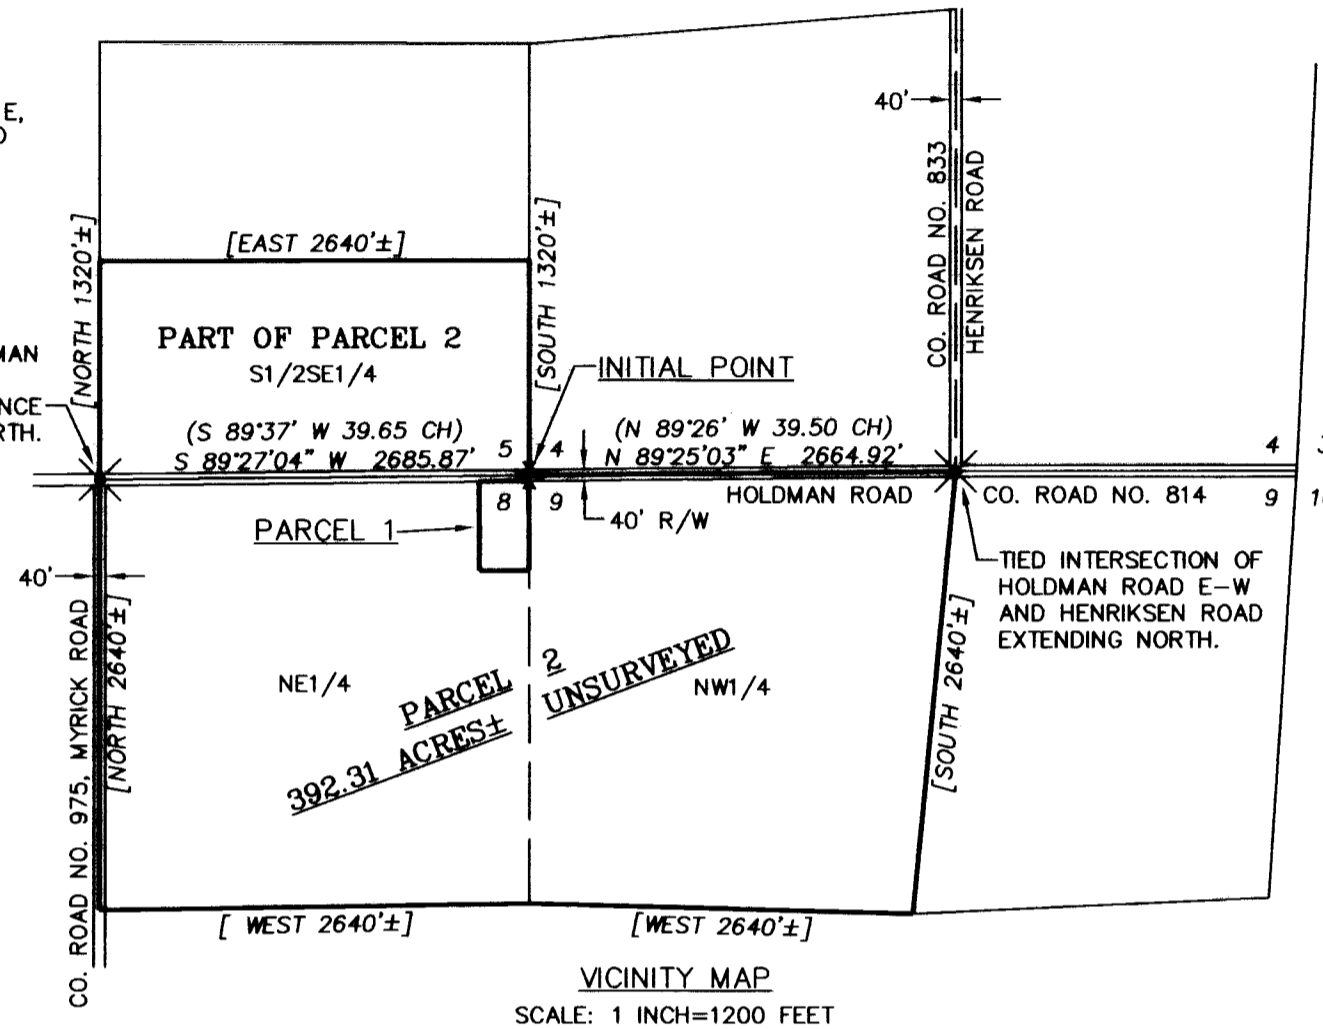 E,
40'
CO. ROAD NO. 833
HENRIKSEN ROAD
[NORTH 1320'±]
[EAST 2640'±]
[SOUTH 1320'±]
PART OF PARCEL 2
S1/2SE1/4
MAN
NCE
RTH.
INITIAL POINT
(S 89°37' W 39.65 CH)
S 89°27'04" W 2685.87'
5
4
(N 89°26' W 39.50 CH)
N 89°25'03" E 2664.92'
4
3
8
9
HOLDMAN ROAD
CO. ROAD NO. 814
9
PARCEL 1
40' R/W
TIED INTERSECTION OF
HOLDMAN ROAD E-W
AND HENRIKSEN ROAD
EXTENDING NORTH.
40'
CO. ROAD NO. 975, MYRICK ROAD
[NORTH 2640'±]
[SOUTH 2640'±]
NE1/4
NW1/4
PARCEL 2
UNSURVEYED
392.31 ACRES±
[ WEST 2640'±]
[WEST 2640'±]
VICINITY MAP
SCALE: 1 INCH=1200 FEET